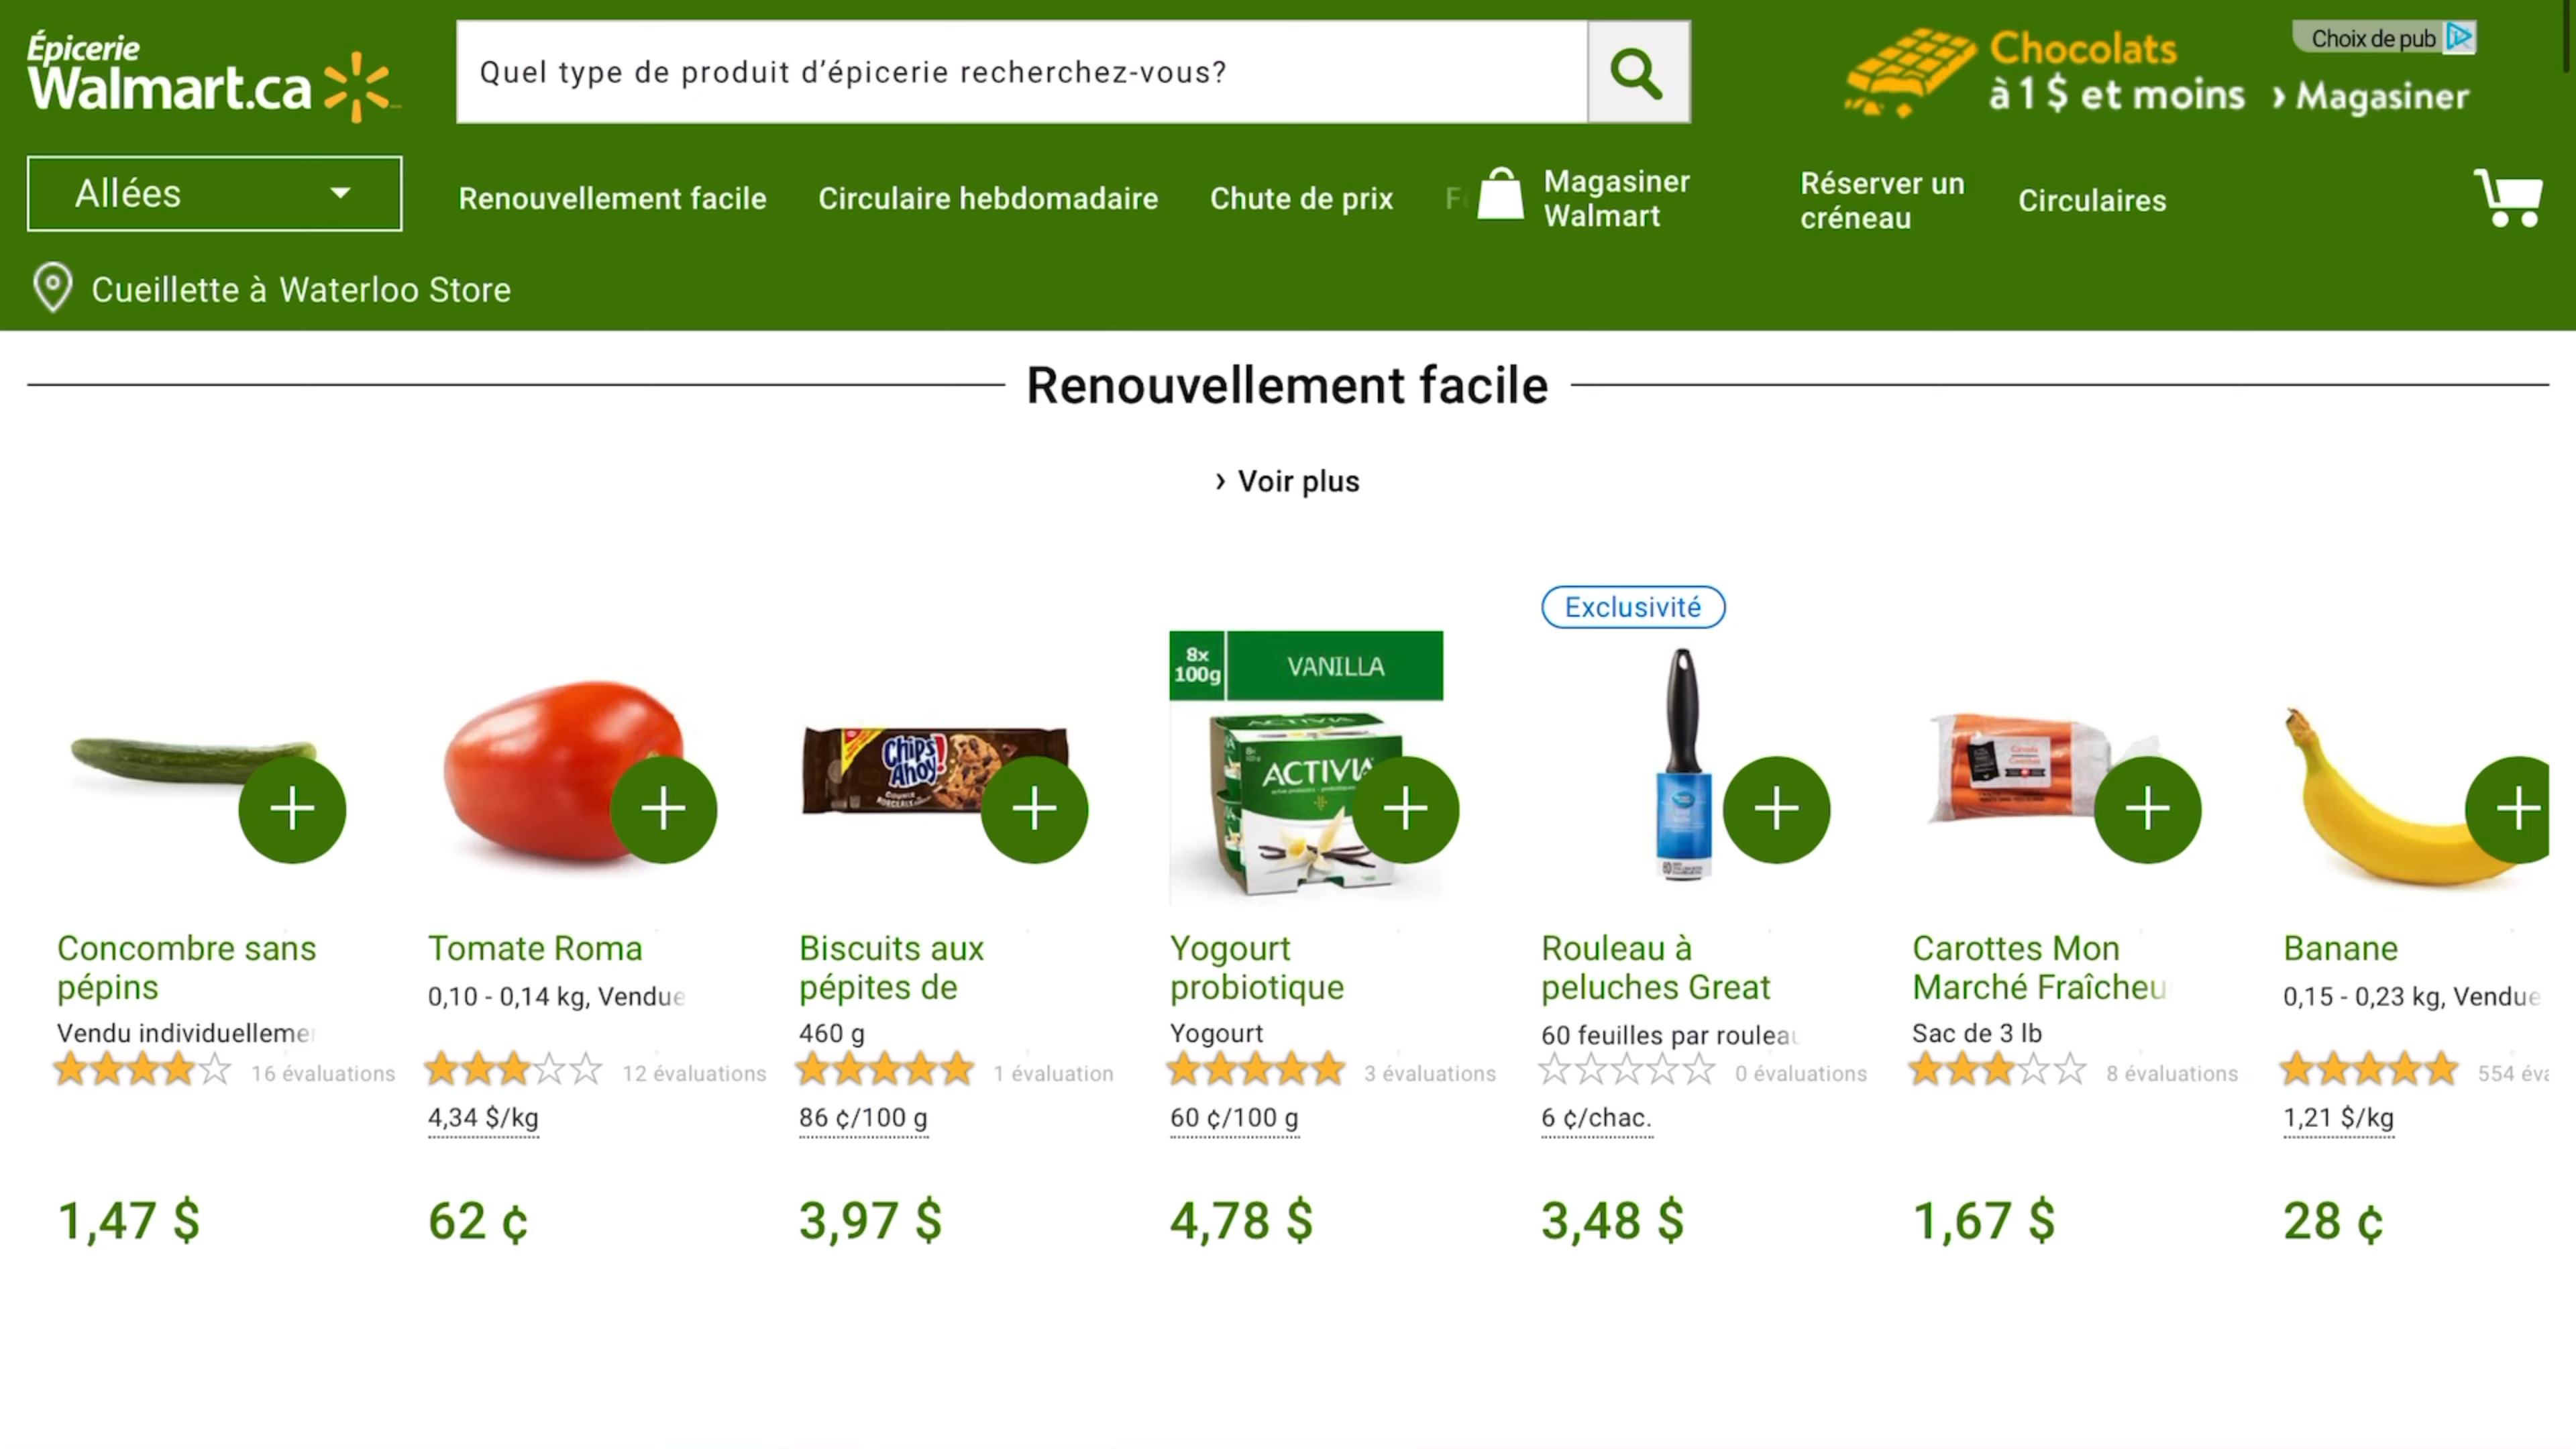 Épicerie
Walmart.ca
Quel type de produit d'épicerie recherchez-vous?
Chocolats
à 1 $ et moins › Magasiner
Choix de pub
Allées
Renouvellement facile
Circulaire hebdomadaire
Chute de prix
Magasiner
Walmart
Réserver un
créneau
Circulaires
Cueillette à Waterloo Store
Renouvellement facile
› Voir plus
Exclusivité
8x
100g
VANILLA
ACTIVIA
Chips
Ahoy!
Concombre sans
pépins
Vendu individuelleme
16 évaluations
1,47 $
Tomate Roma
0,10 - 0,14 kg, Vendue
12 évaluations
4,34 $/kg
62 ¢
Biscuits aux
pépites de
460 g
1 évaluation
86 ¢/100 g
3,97 $
Yogourt
probiotique
Yogourt
3 évaluations
60 ¢/100 g
4,78 $
Rouleau à
peluches Great
60 feuilles par rouleau
0 évaluations
6 ¢/chac.
3,48 $
Carottes Mon
Marché Fraîcheu
Sac de 3 lb
8 évaluations
1,67 $
Banane
0,15 - 0,23 kg, Vendue
554 éva
1,21 $/kg
28 ¢